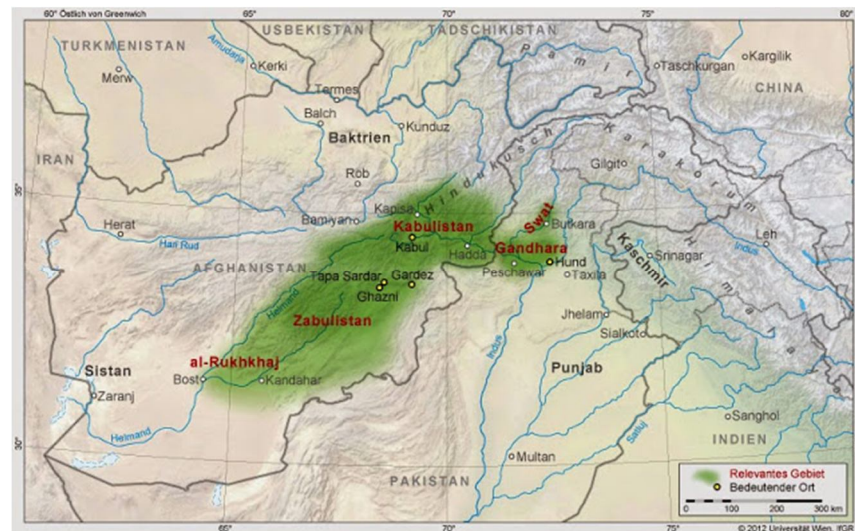 60° Östlich von Greenwich
65°
70°
75°
USBEKISTAN
TADSCHIKISTAN
TURKMENISTAN
Amudarja
Kerki
Pamir
Taschkurgan
Kargilik
Merw
CHINA
Termes
Balch
Kunduz
Baktrien
Hindukusch
Karakorum
IRAN
Rob
Gilgit
35°
35°
Kapisa
Swat
Bamiyan
Kabulistan
Butkara
Herat
Kabul
Gandhara
Leh
Hari Rud
Hadda
Hund
Kaschmir
Srinagar
Indus
AFGHANISTAN
Peschawar
Taxila
Himalaya
Tapa Sardar
Gardez
Helmand
Ghazni
Jhelam
Zabulistan
Sialkot
Indus
al-Rukhkhaj
Punjab
Sistan
Bost
Kandahar
Zaranj
Sanghol
Helmand
Satluj
INDIEN
30°
30°
Multan
PAKISTAN
Relevantes Gebiet
Bedeutender Ort
0 100 200 300 km
65°
70°
75°
© 2012 Universität Wien, IfGR